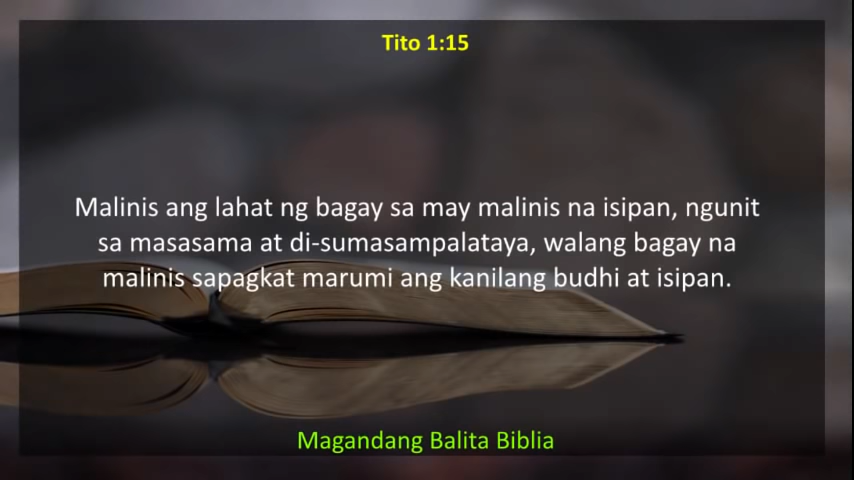 Tito 1:15
Malinis ang lahat ng bagay sa may malinis na isipan, ngunit
sa masasama at di-sumasampalataya, walang bagay na
malinis sapagkat marumi ang kanilang budhi at isipan.
Magandang Balita Biblia